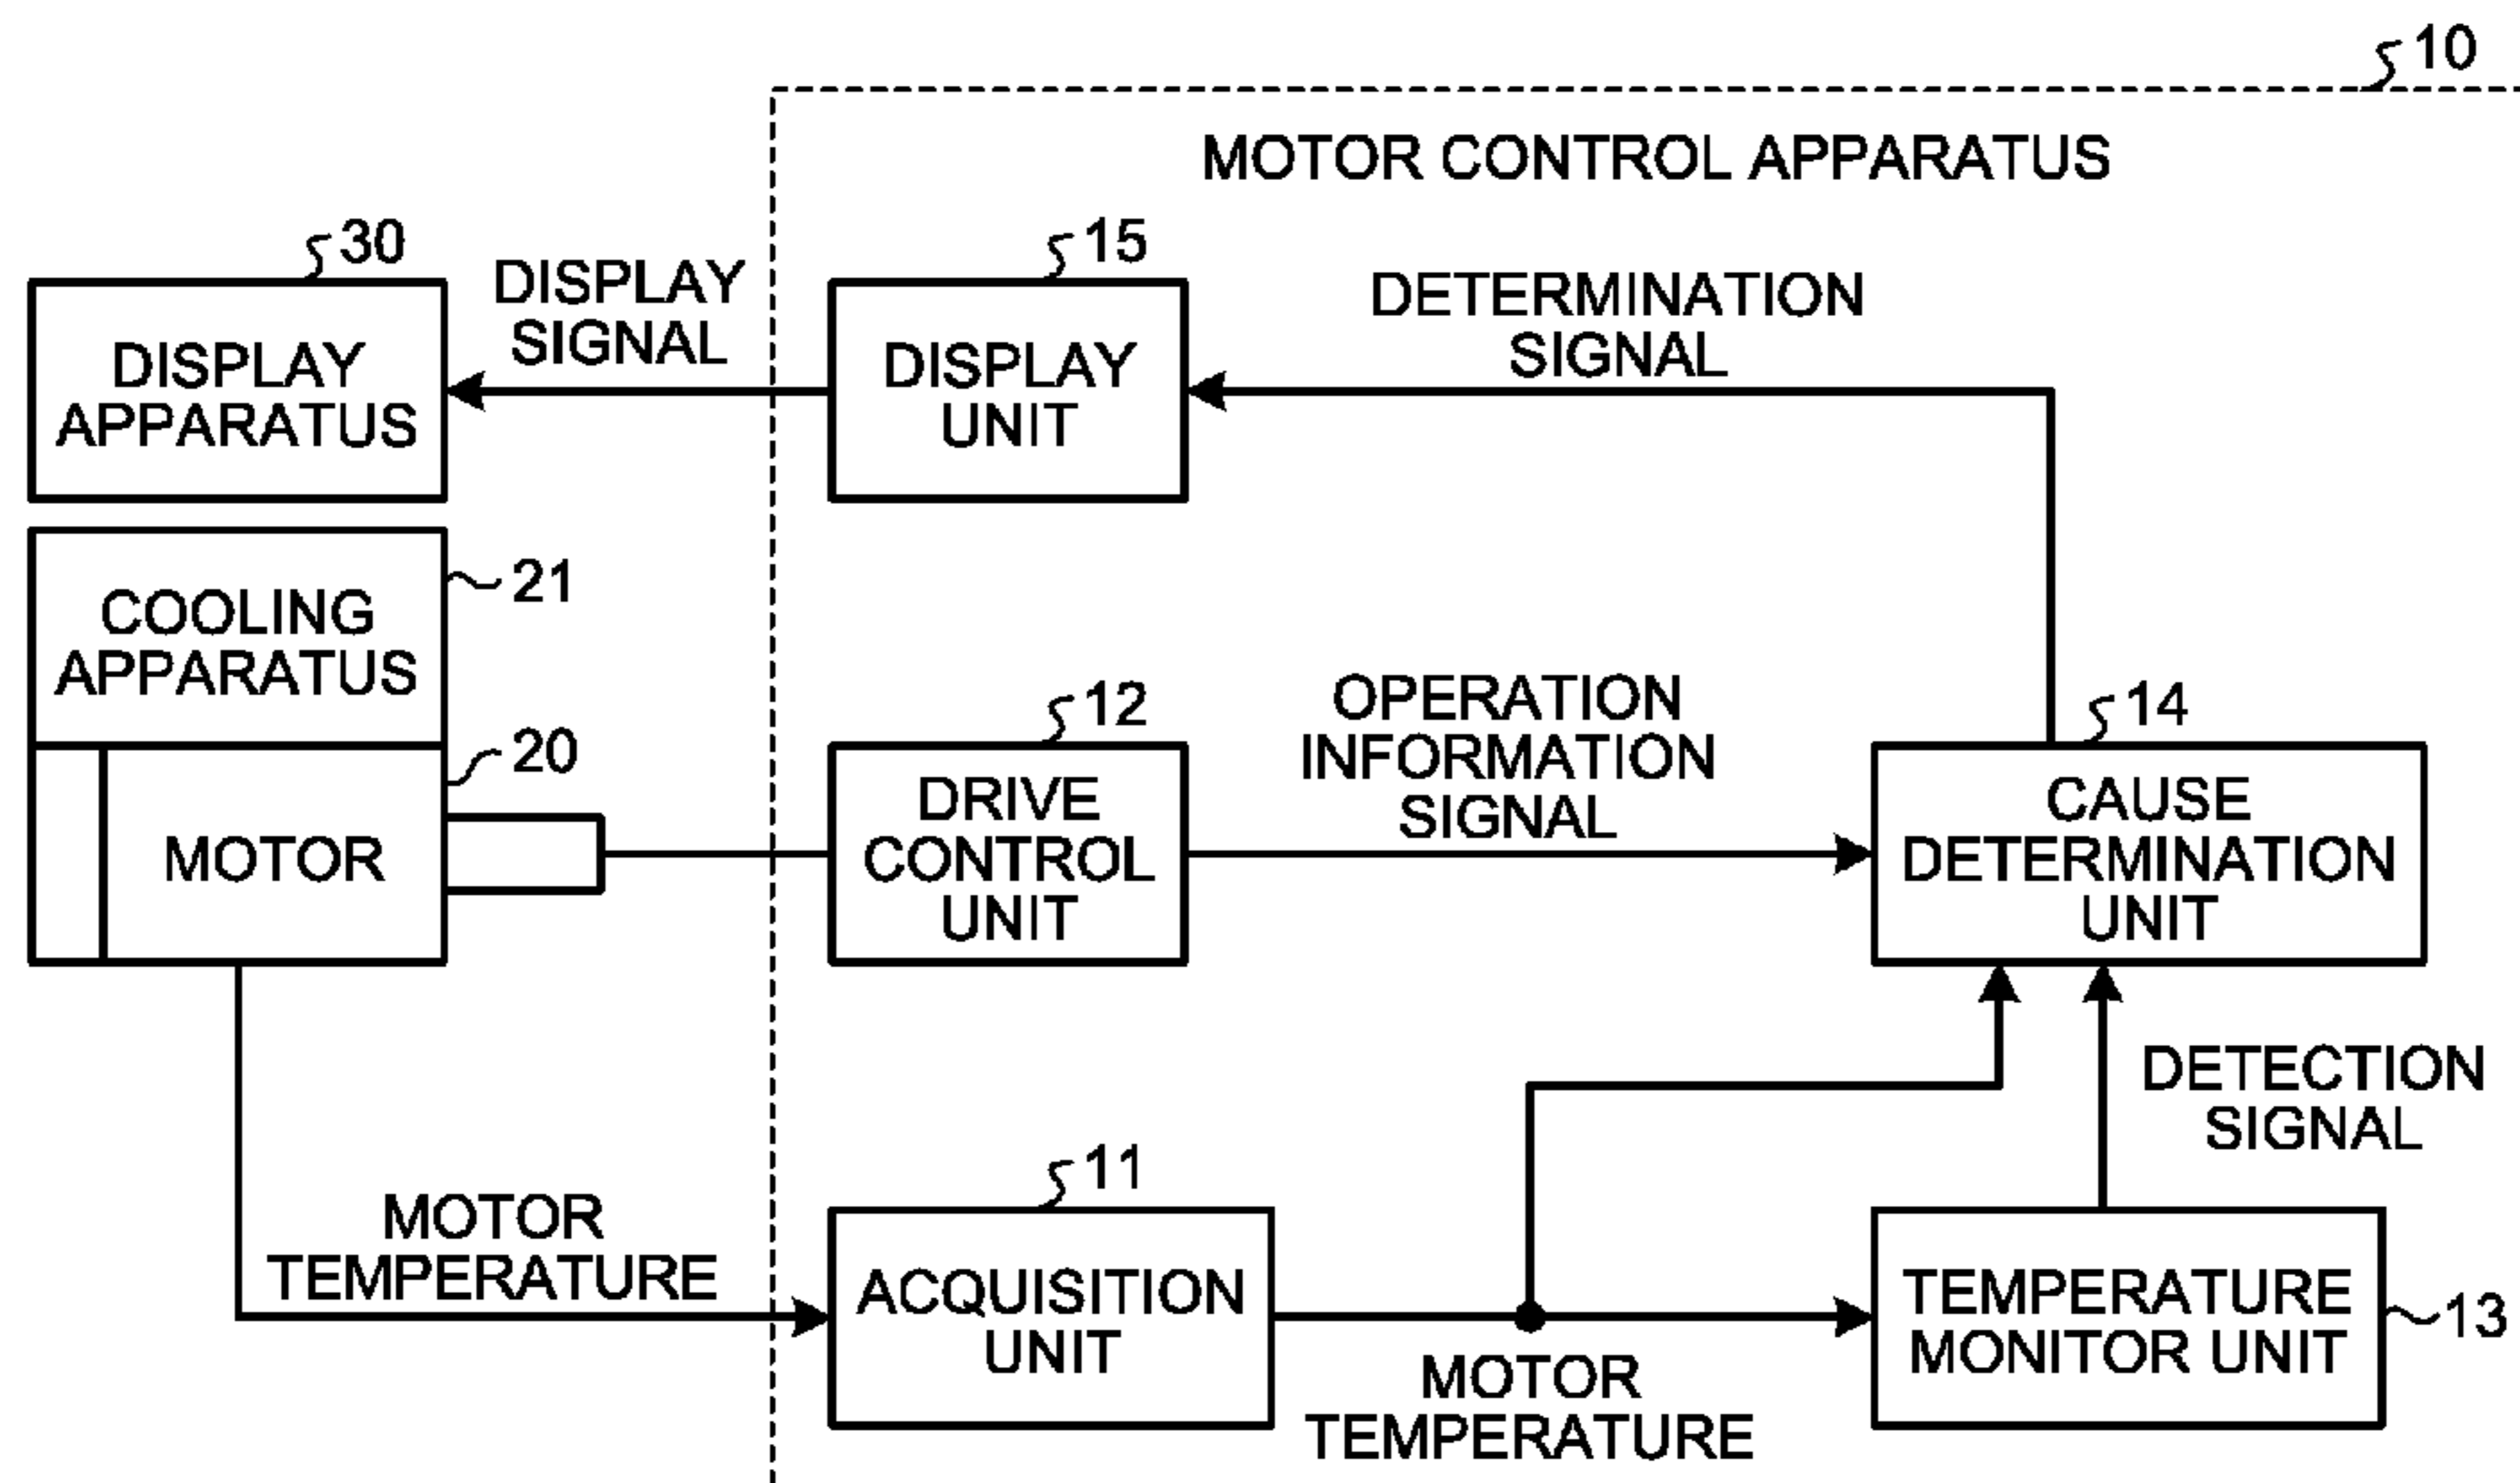 10
MOTOR CONTROL APPARATUS
30
DISPLAY
SIGNAL
15
DETERMINATION
SIGNAL
DISPLAY
APPARATUS
DISPLAY
UNIT
21
COOLING
APPARATUS
20
MOTOR
12
DRIVE
CONTROL
UNIT
OPERATION
INFORMATION
SIGNAL
14
CAUSE
DETERMINATION
UNIT
DETECTION
SIGNAL
MOTOR
TEMPERATURE
11
ACQUISITION
UNIT
MOTOR
TEMPERATURE
TEMPERATURE
MONITOR UNIT
13